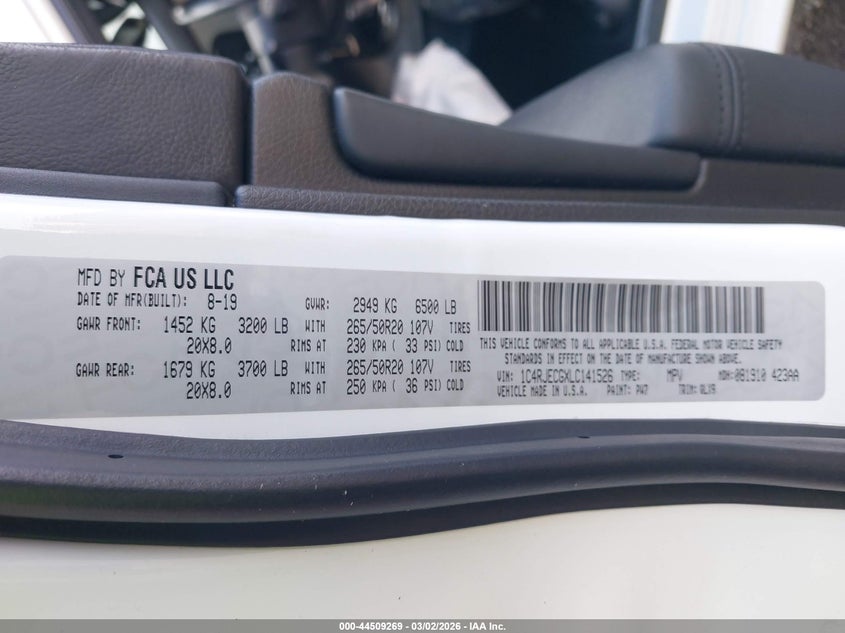 MFD BY FCA US LLC
DATE OF MFR(BUILT): 8-19 GVWR: 2949 KG 6500 LB
GAWR FRONT: 1452 KG 3200 LB WITH 265/50R20 107V TIRES
20X8.0 RIMS AT 230 KPA ( 33 PSI) COLD
GAWR REAR: 1679 KG 3700 LB WITH 265/50R20 107V TIRES
20X8.0 RIMS AT 250 KPA ( 36 PSI) COLD
THIS VEHICLE CONFORMS TO ALL APPLICABLE U.S.A. FEDERAL MOTOR VEHICLE SAFETY
STANDARDS IN EFFECT ON THE DATE OF MANUFACTURE SHOWN ABOVE.
VIN: 1C4RJECGXLC141526 TYPE: MPV MDH: 081910 423AA
VEHICLE MADE IN U.S.A. PAINT: PW7 TRIM: RLX9
000-44509269 - 03/02/2026 - IAA Inc.